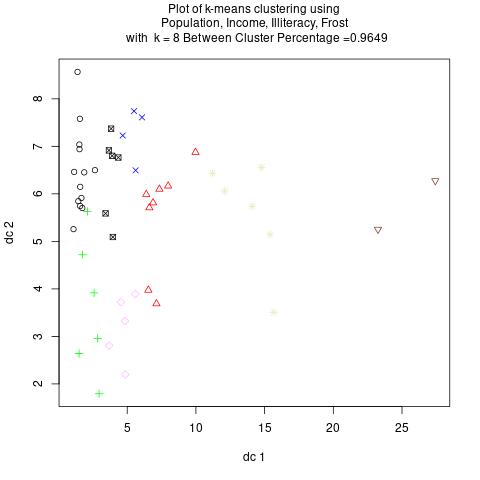 Plot of k-means clustering using
Population, Income, Illiteracy, Frost
with k = 8 Between Cluster Percentage =0.9649
8
7
6
5
4
3
2
dc 2
5
10
15
20
25
dc 1